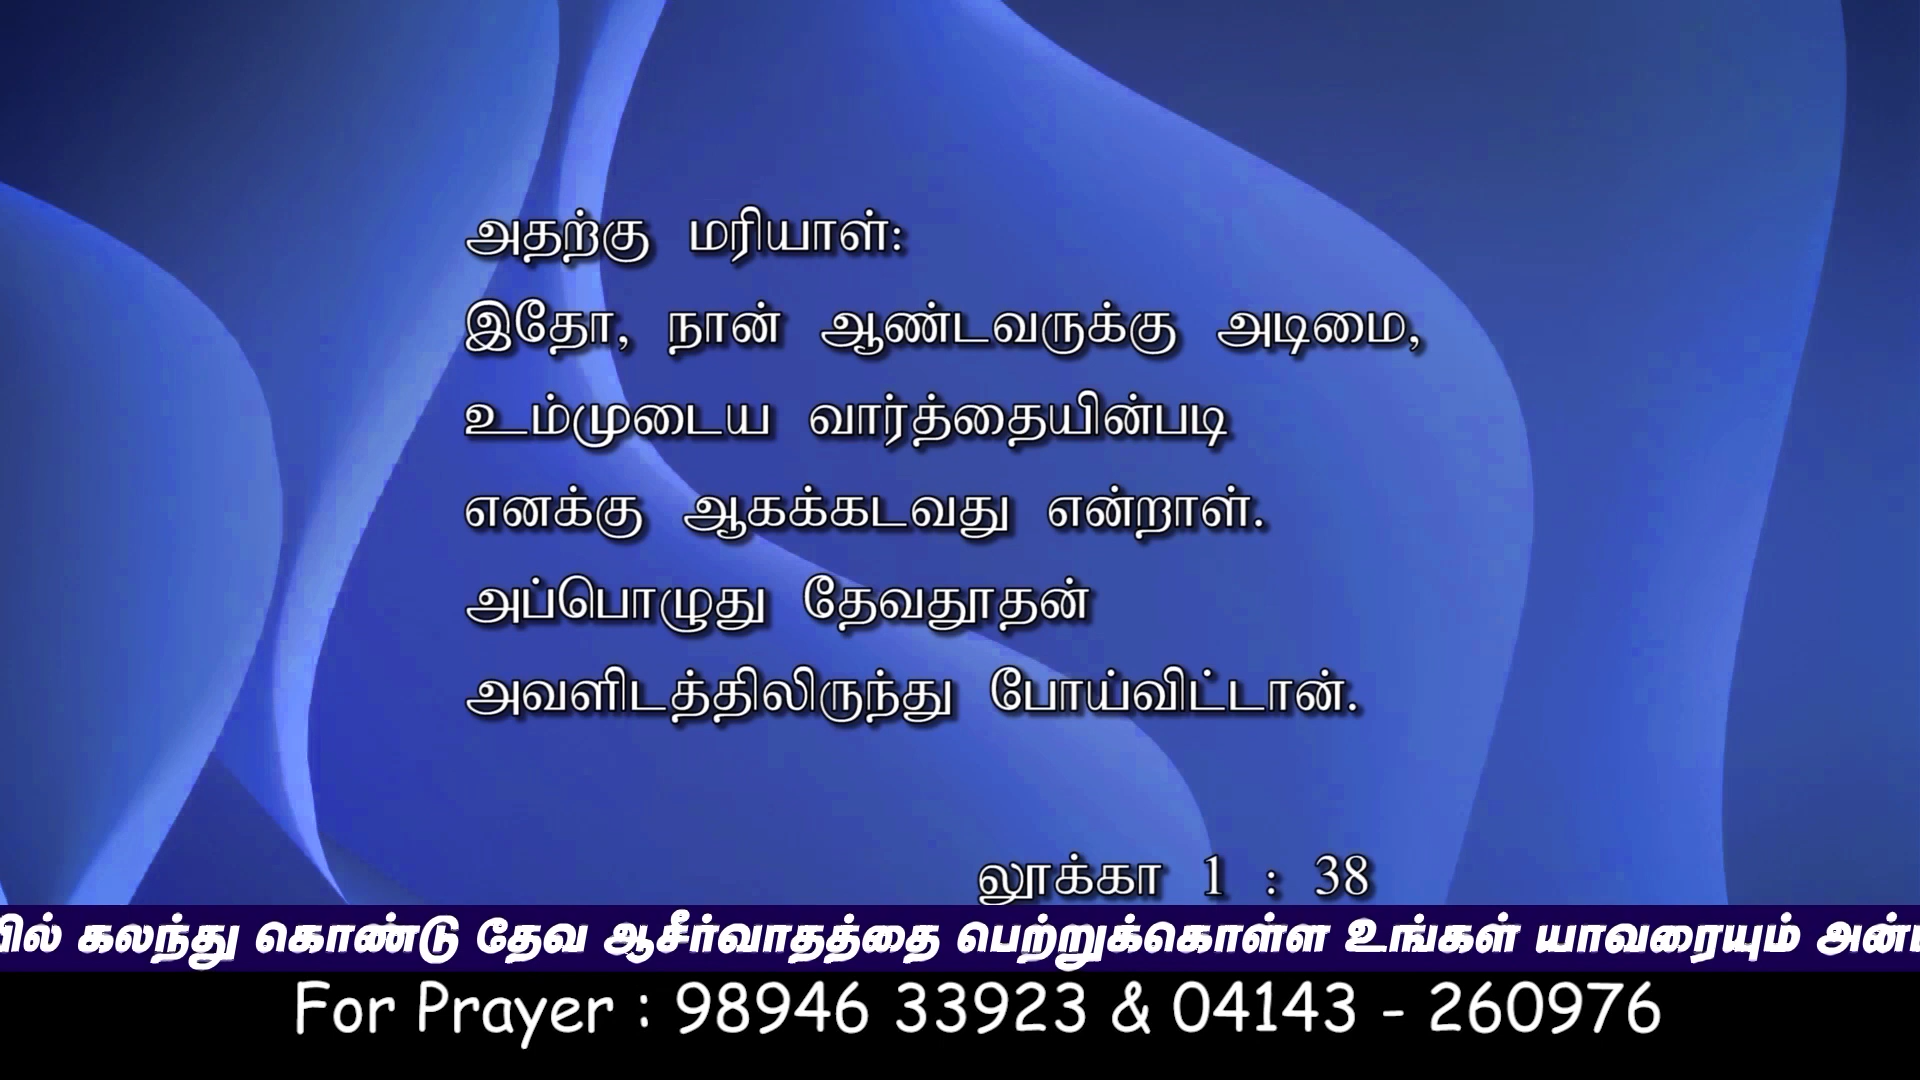 அதற்கு மரியாள்:
இதோ, நான் ஆண்டவருக்கு அடிமை,
உம்முடைய வார்த்தையின்படி
எனக்கு ஆகக்கடவது என்றாள்.
அப்பொழுது தேவதூதன்
அவளிடத்திலிருந்து போய்விட்டான்.
லூக்கா 1 : 38
கலந்து கொண்டு தேவ ஆசீர்வாதத்தை பெற்றுக்கொள்ள உங்கள் யாவரையும்
For Prayer : 98946 33923 & 04143 - 260976